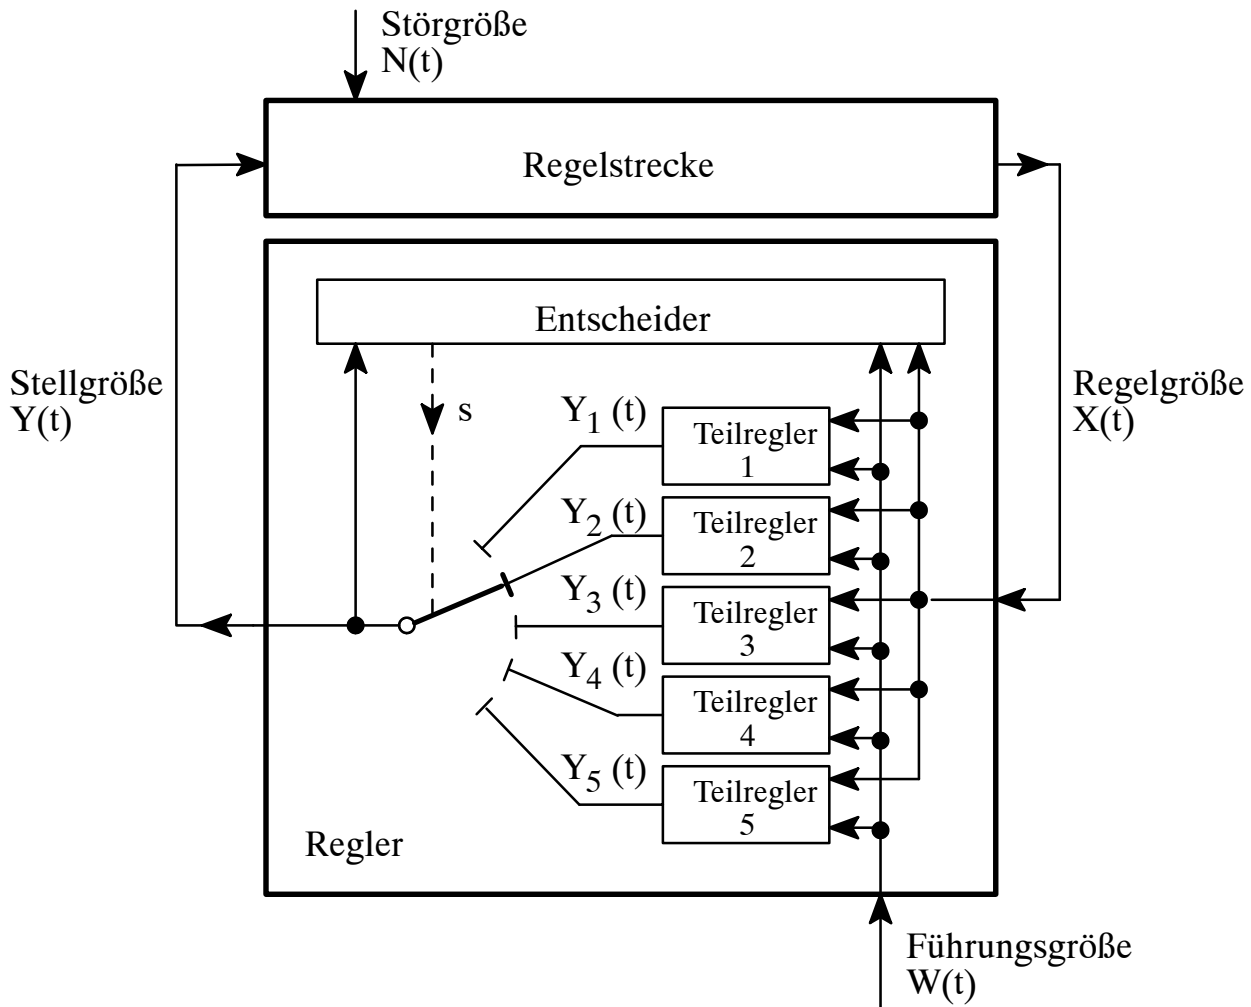 Störgröße
N(t)
Regelstrecke
Entscheider
Stellgröße
Y(t)
s
Regelgröße
X(t)
Y1 (t)
Teilregler
1
Y2 (t)
Teilregler
2
Y3 (t)
Teilregler
3
Y4 (t)
Teilregler
4
Y5 (t)
Teilregler
5
Regler
Führungsgröße
W(t)